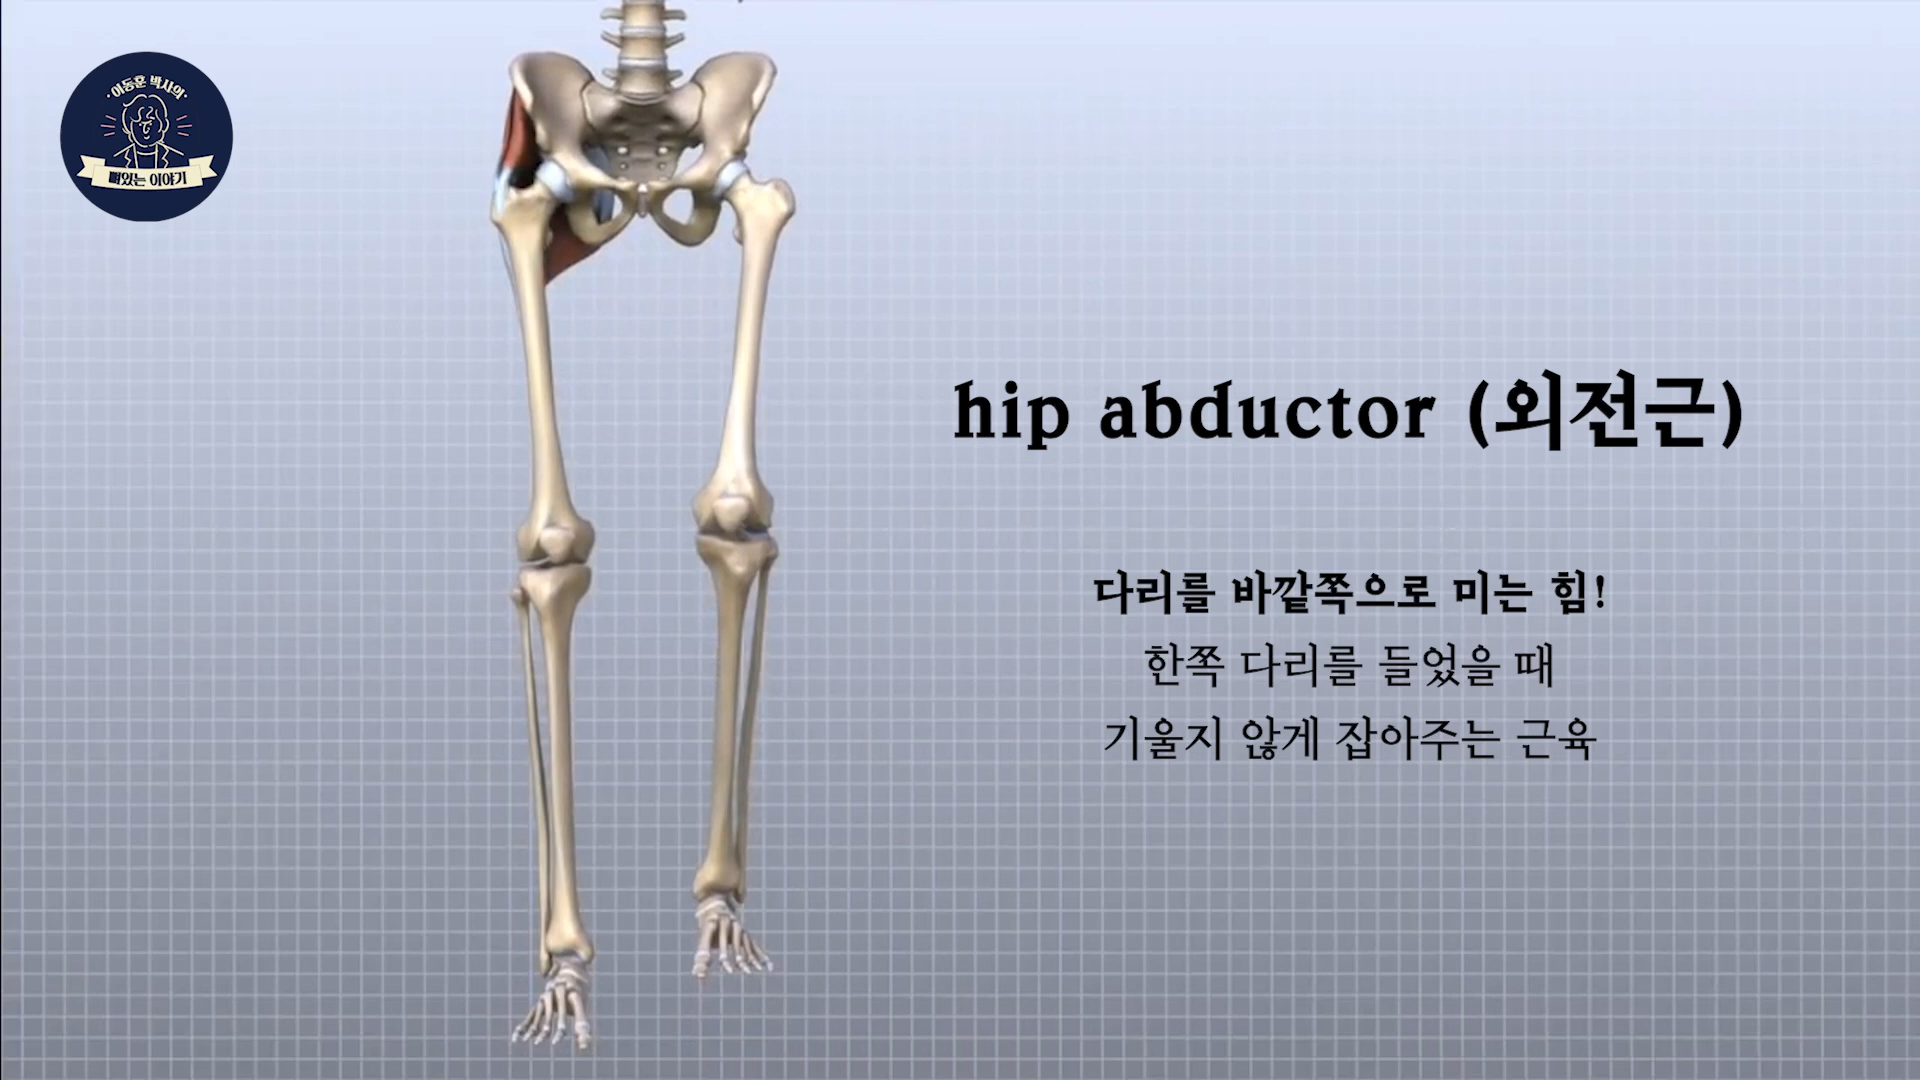 이동훈 박사의
뼈있는 이야기
hip abductor (외전근)
다리를 바깥쪽으로 미는 힘!
한쪽 다리를 들었을 때
기울지 않게 잡아주는 근육